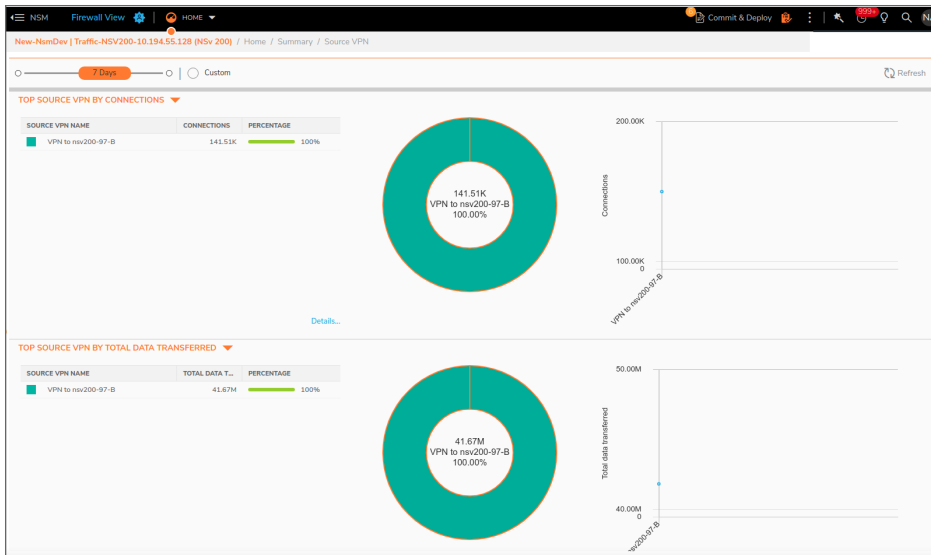 NSM Firewall View HOME 6 Commit & Deploy 999+
New-NsmDev | Traffic-NSV200-10.194.55.128 (NSv 200) / Home / Summary / Source VPN
7 Days Custom Refresh
TOP SOURCE VPN BY CONNECTIONS
SOURCE VPN NAME CONNECTIONS PERCENTAGE
VPN to nsv200-97-B 141.51K 100%
141.51K
VPN to nsv200-97-B
100.00%
200.00K
Connections
100.00K
0
VPN to nsv200-97-B
Details...
TOP SOURCE VPN BY TOTAL DATA TRANSFERRED
SOURCE VPN NAME TOTAL DATA T... PERCENTAGE
VPN to nsv200-97-B 41.67M 100%
41.67M
VPN to nsv200-97-B
100.00%
50.00M
Total data transferred
40.00M
0
nsv200-97-B